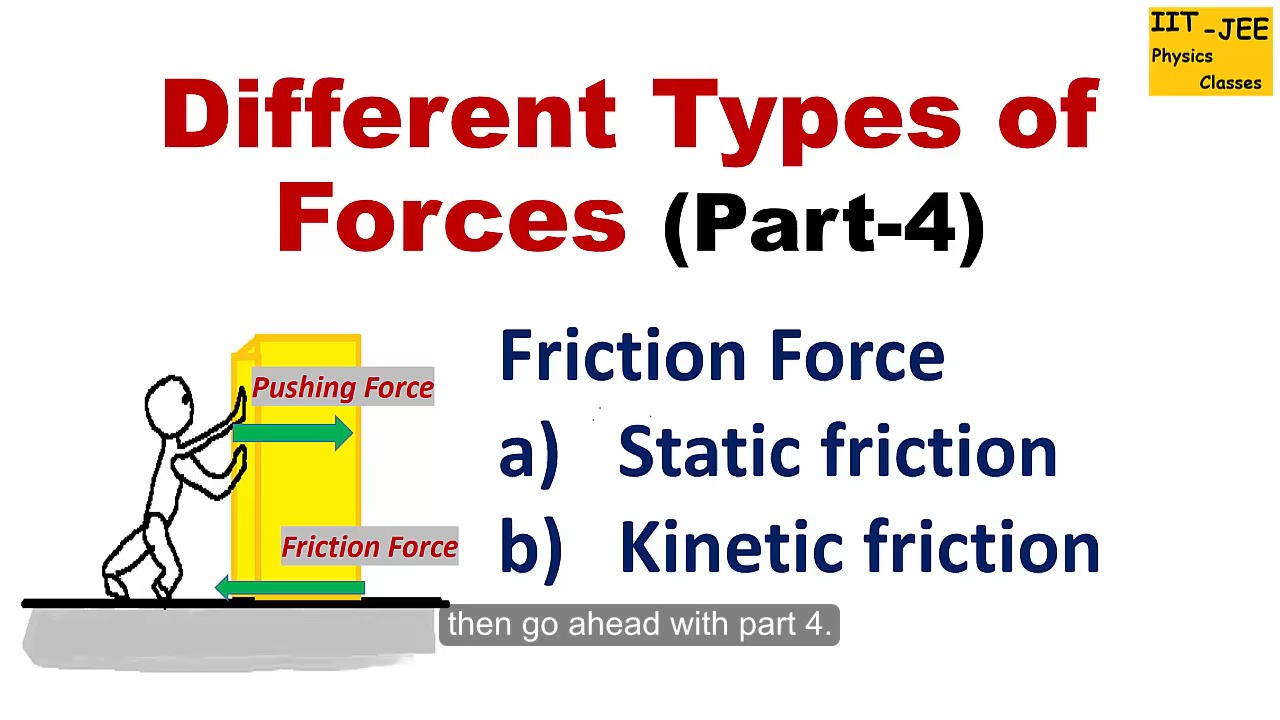 IIT -JEE
Physics
Classes
Different Types of
Forces (Part-4)
Pushing Force
Friction Force
Friction Force
a) Static friction
b) Kinetic friction
then go ahead with part 4.